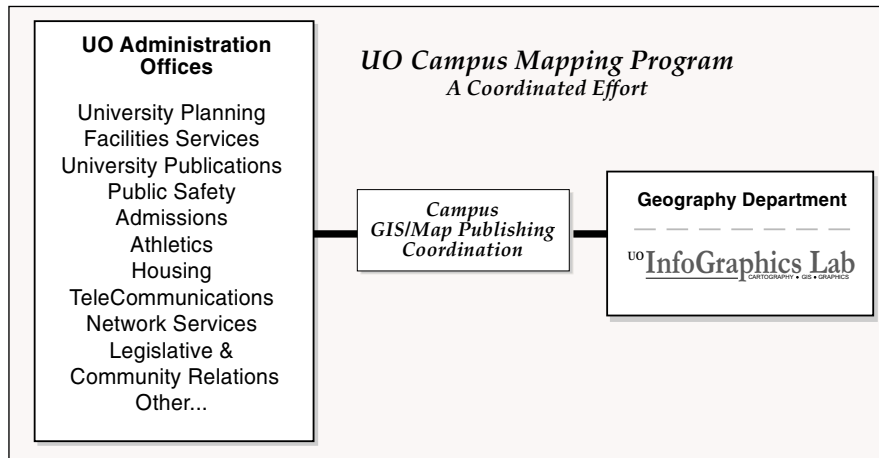 UO Administration
Offices
University Planning
Facilities Services
University Publications
Public Safety
Admissions
Athletics
Housing
TeleCommunications
Network Services
Legislative &
Community Relations
Other...
UO Campus Mapping Program
A Coordinated Effort
Campus
GIS/Map Publishing
Coordination
Geography Department
UO InfoGraphics Lab
CARTOGRAPHY • GIS • GRAPHICS